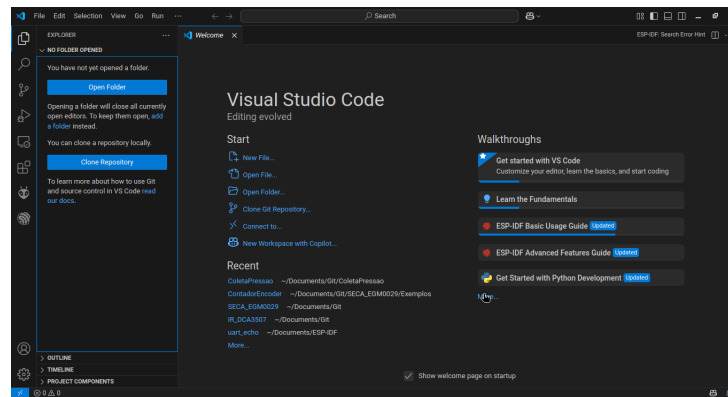 File Edit Selection View Go Run ···
Search
EXPLORER ···
Welcome
ESP-IDF: Search Error Hint
NO FOLDER OPENED
You have not yet opened a folder.
Open Folder
Opening a folder will close all currently
open editors. To keep them open, add
a folder instead.
You can clone a repository locally.
Clone Repository
To learn more about how to use Git
and source control in VS Code read
our docs.
OUTLINE
TIMELINE
PROJECT COMPONENTS
0 0
Visual Studio Code
Editing evolved
Start
New File...
Open File...
Open Folder...
Clone Git Repository...
Connect to...
New Workspace with Copilot...
Recent
ColetaPressao ~/Documents/Git/ColetaPressao
ContadorEncoder ~/Documents/Git/SECA_EGM0029/Exemplos
SECA_EGM0029 ~/Documents/Git
IR_DCA3507 ~/Documents/Git
uart_echo ~/Documents/ESP-IDF
More...
Walkthroughs
Get started with VS Code
Customize your editor, learn the basics, and start coding
Learn the Fundamentals
ESP-IDF Basic Usage Guide Updated
ESP-IDF Advanced Features Guide Updated
Get Started with Python Development Updated
Show welcome page on startup